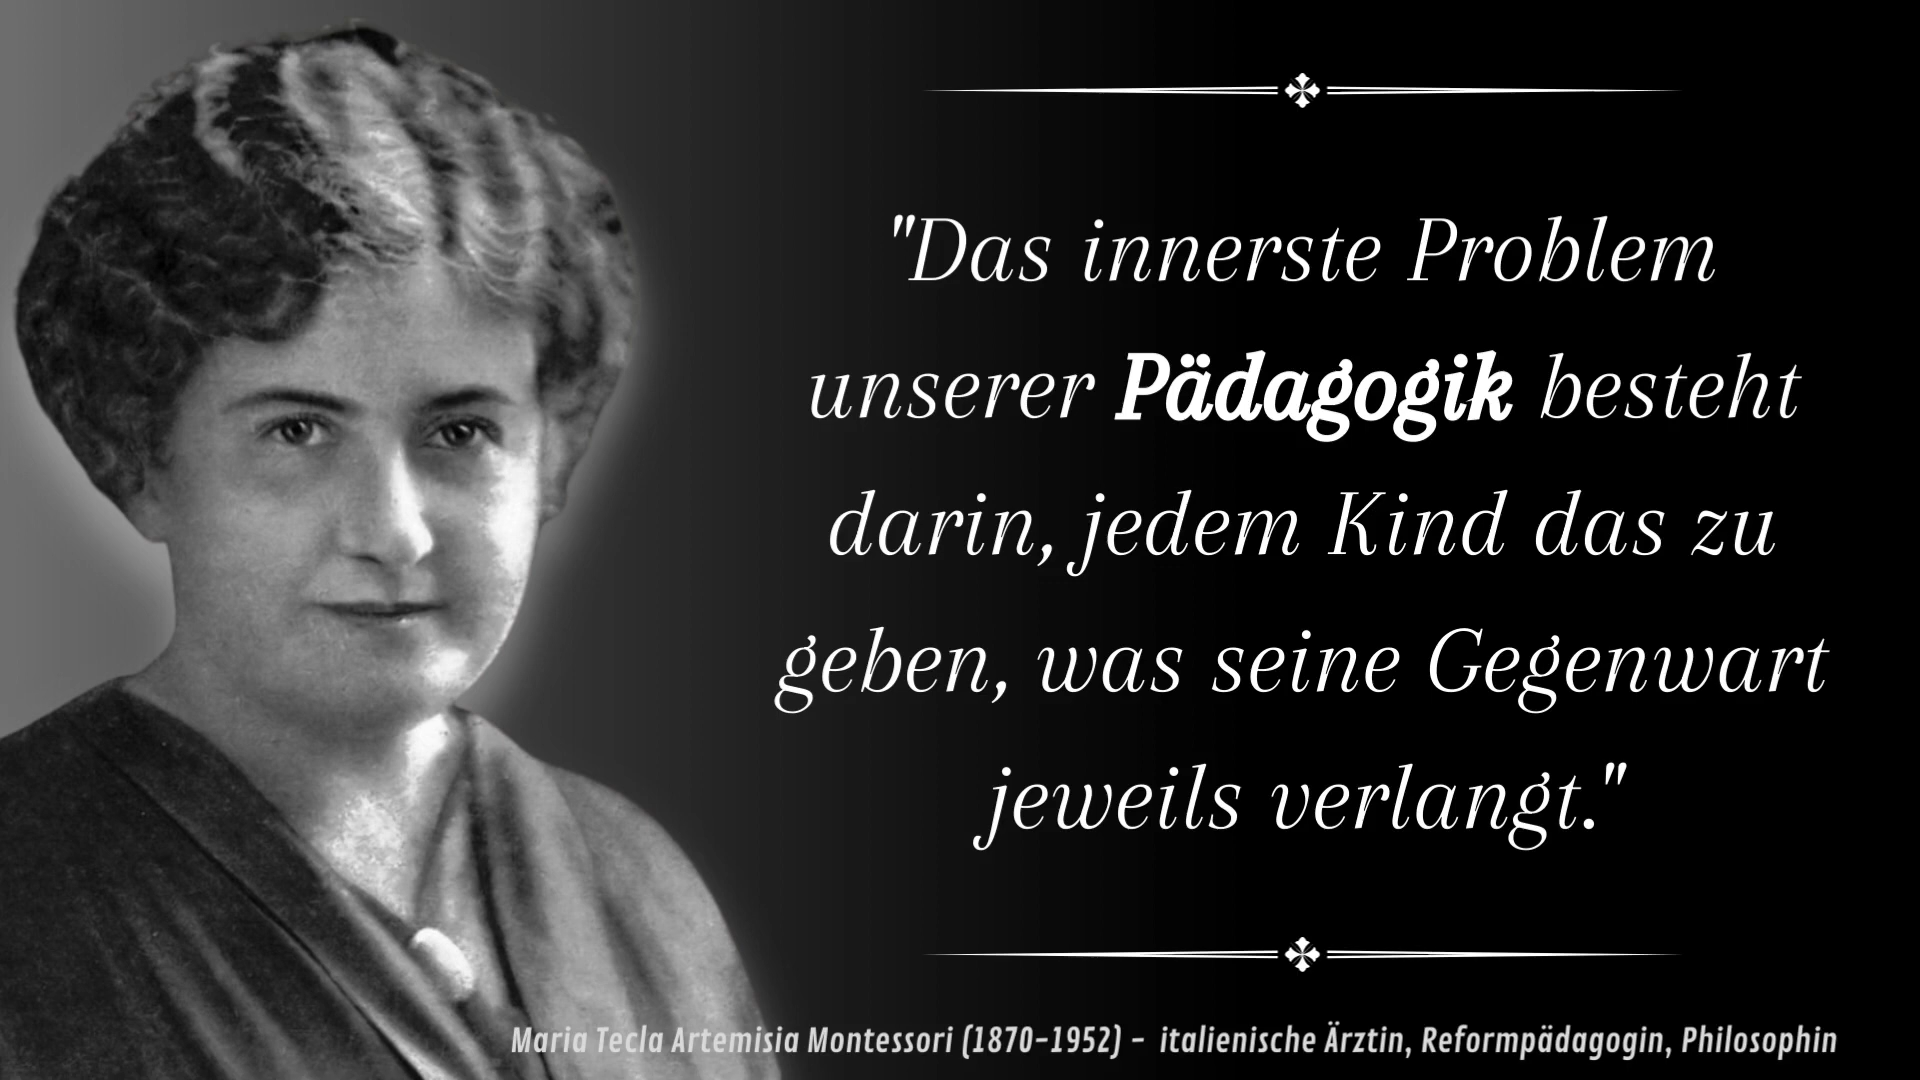 "Das innerste Problem
unserer Pädagogik besteht
darin, jedem Kind das zu
geben, was seine Gegenwart
jeweils verlangt."
Maria Tecla Artemisia Montessori (1870-1952) - italienische Ärztin, Reformpädagogin, Philosophin